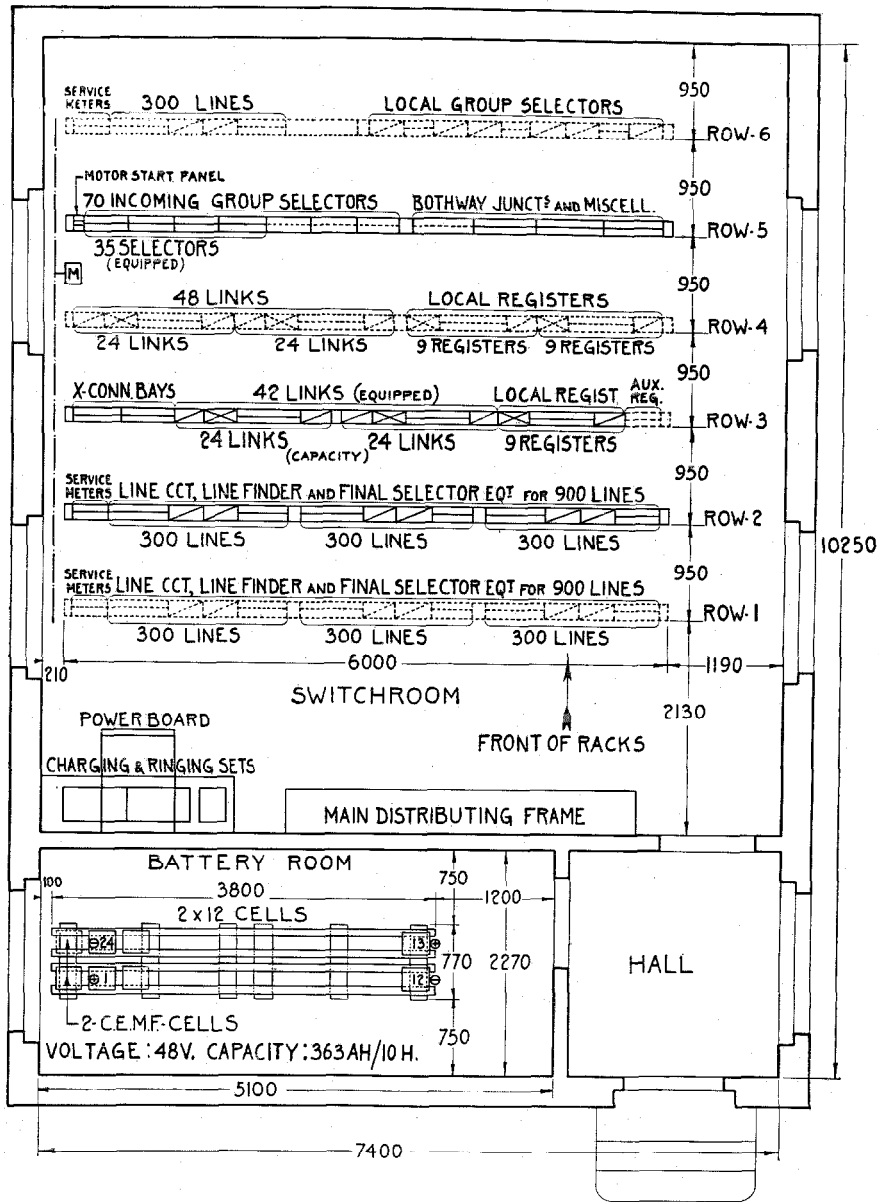 950
SERVICE METERS 300 LINES LOCAL GROUP SELECTORS
ROW-6
950
MOTOR START. PANEL
70 INCOMING GROUP SELECTORS BOTHWAY JUNCTS AND MISCELL.
ROW-5
35 SELECTORS
(EQUIPPED)
M
950
48 LINKS LOCAL REGISTERS
ROW-4
24 LINKS 24 LINKS 9 REGISTERS 9 REGISTERS
950
X-CONN. BAYS 42 LINKS (EQUIPPED) LOCAL REGIST AUX. REG.
ROW-3
24 LINKS 24 LINKS 9 REGISTERS
(CAPACITY)
950
SERVICE METERS LINE CCT, LINE FINDER AND FINAL SELECTOR EQT FOR 900 LINES
ROW-2
300 LINES 300 LINES 300 LINES
10250
950
SERVICE METERS LINE CCT, LINE FINDER AND FINAL SELECTOR EQT FOR 900 LINES
ROW-1
300 LINES 300 LINES 300 LINES
210 6000 1190
SWITCHROOM
2130
POWER BOARD
FRONT OF RACKS
CHARGING & RINGING SETS
MAIN DISTRIBUTING FRAME
BATTERY ROOM
100 3800 750 1200
2 x 12 CELLS
⊖24 13⊕
770 2270
HALL
⊕1 12⊖
2-C.E.M.F.-CELLS
750
VOLTAGE : 48V. CAPACITY : 363 AH/10 H.
5100
7400